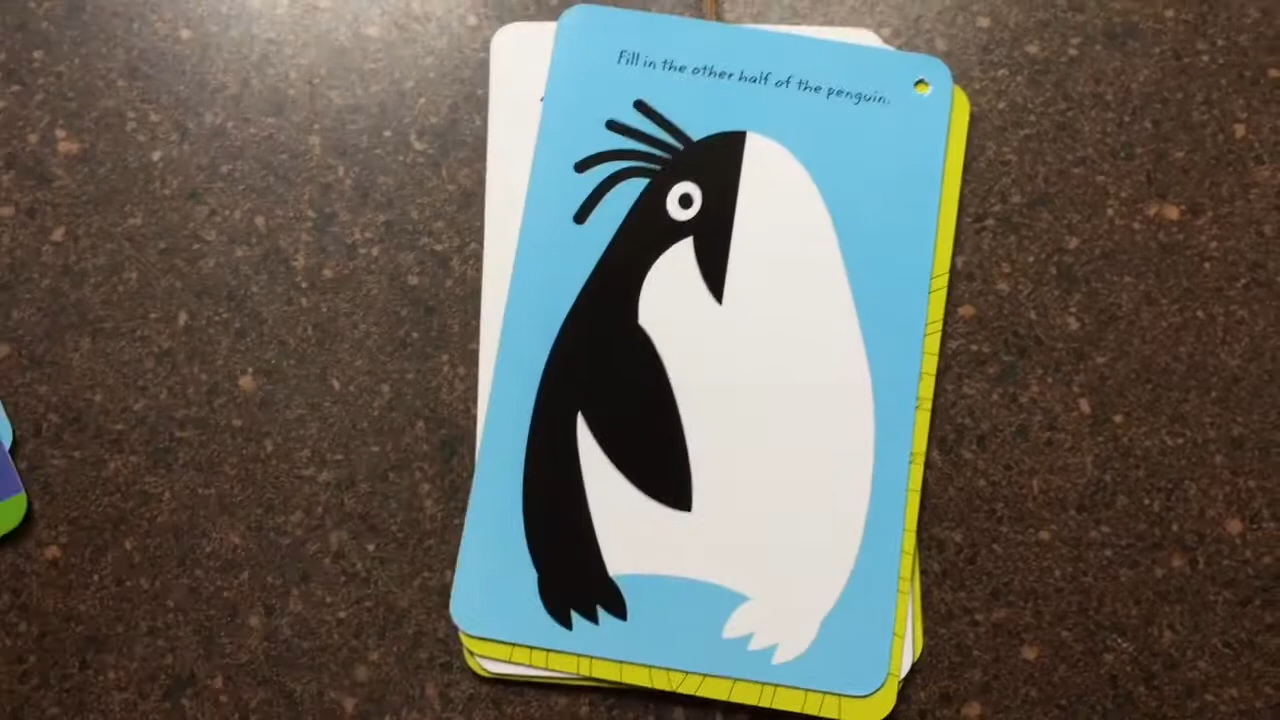 Fill in the other half of the penguin.